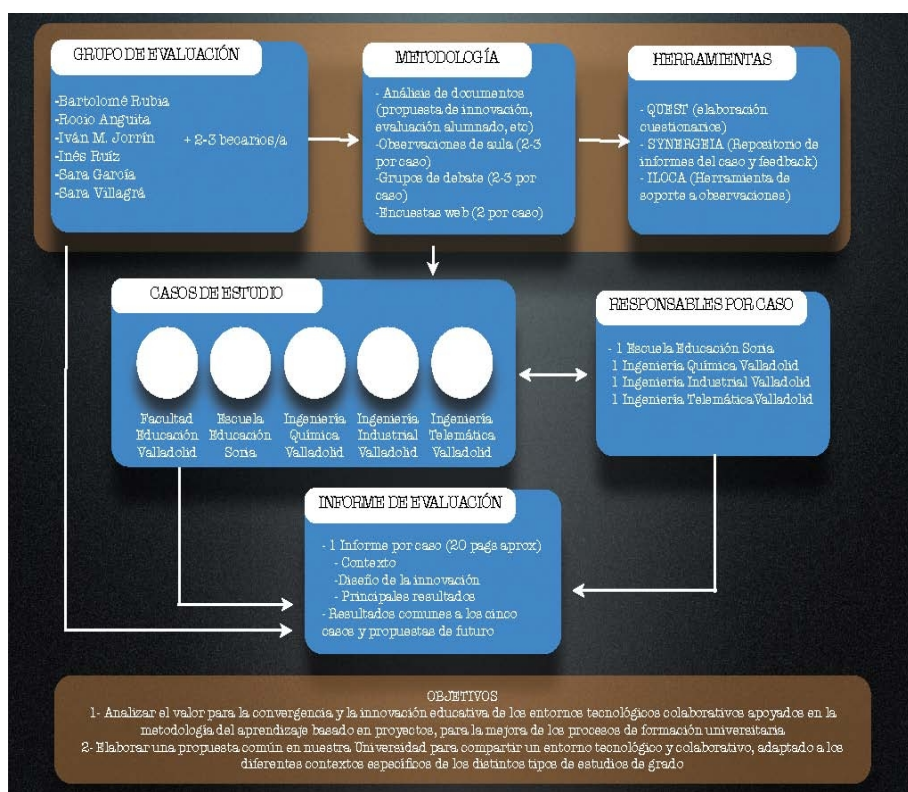 GRUPO DE EVALUACIÓN
-Bartolomé Rubia
-Rocio Anguita
-Iván M. Jorrín
-Inés Ruíz
-Sara García
-Sara Villagrá
+ 2-3 becarios/a
METODOLOGÍA
- Análisis de documentos
(propuesta de innovación,
evaluación alumnado, etc)
-Observaciones de aula (2-3
por caso)
-Grupos de debate (2-3 por
caso)
-Encuestas web (2 por caso)
HERRAMIENTAS
- QUEST (elaboración
cuestionarios)
- SYNERGEIA (Repositorio de
informes del caso y feedback)
- ILOCA (Herramienta de
soporte a observaciones)
CASOS DE ESTUDIO
Facultad
Educación
Valladolid
Escuela
Educación
Soria
Ingeniería
Química
Valladolid
Ingeniería
Industrial
Valladolid
Ingeniería
Telemática
Valladolid
RESPONSABLES POR CASO
- 1 Escuela Educación Soria
1 Ingeniería Química Valladolid
1 Ingeniería Industrial Valladolid
1 Ingeniería Telemática Valladolid
INFORME DE EVALUACIÓN
- 1 Informe por caso (20 pags aprox)
- Contexto
-Diseño de la innovación
- Principales resultados
- Resultados comunes a los cinco
casos y propuestas de futuro
OBJETIVOS
1- Analizar el valor para la convergencia y la innovación educativa de los entornos tecnológicos colaborativos apoyados en la
metodología del aprendizaje basado en proyectos, para la mejora de los procesos de formación universitaria
2- Elaborar una propuesta común en nuestra Universidad para compartir un entorno tecnológico y colaborativo, adaptado a los
diferentes contextos específicos de los distintos tipos de estudios de grado